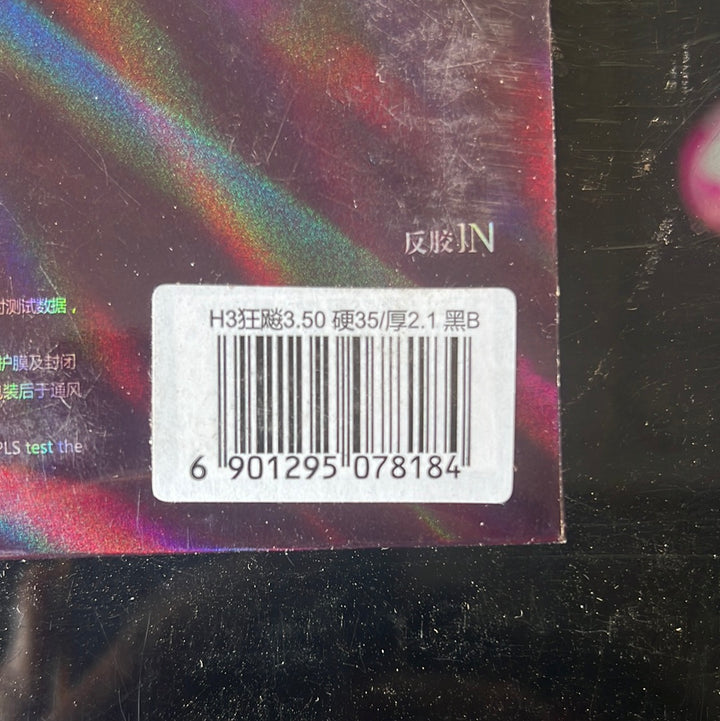 反胶IN
时测试数据，
H3狂飚3.50 硬35/厚2.1 黑B
护膜及封闭
包装后于通风
PLS test the
6 901295 078184